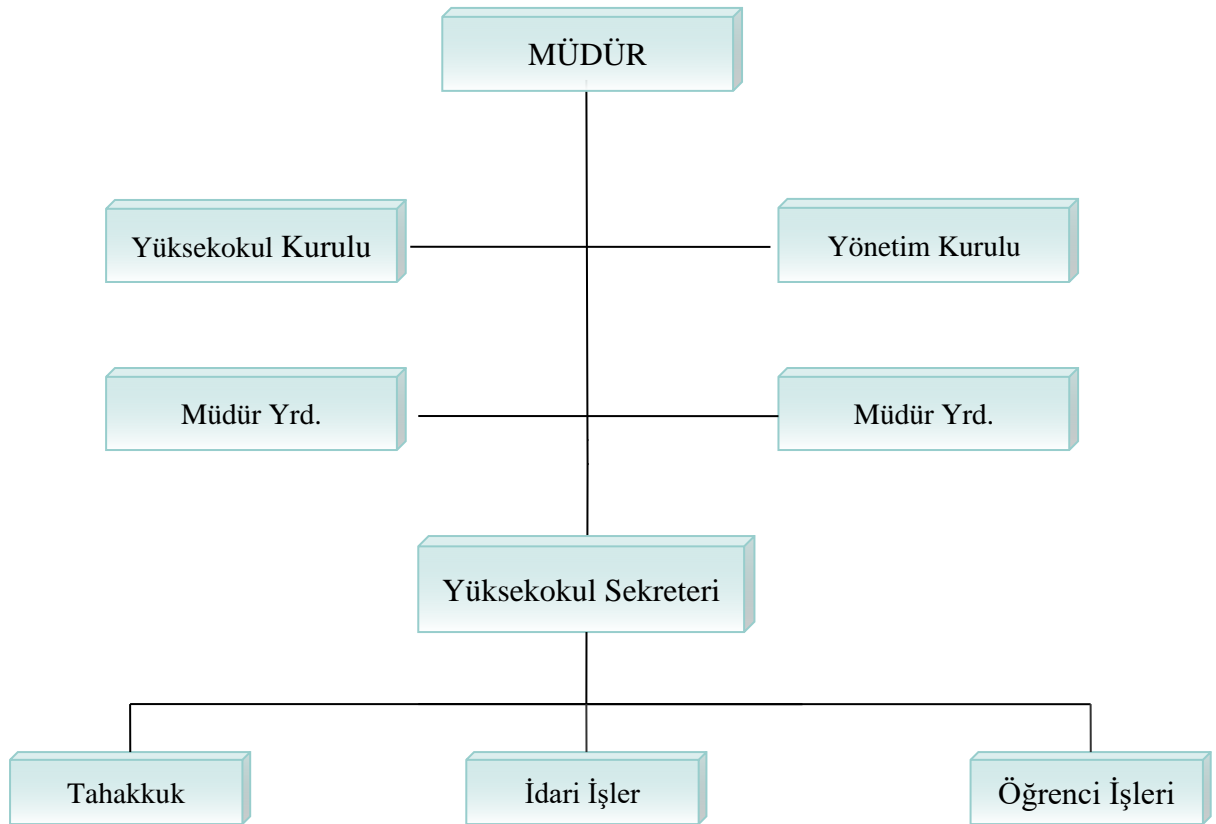 MÜDÜR
Yüksekokul Kurulu
Yönetim Kurulu
Müdür Yrd.
Müdür Yrd.
Yüksekokul Sekreteri
Tahakkuk
İdari İşler
Öğrenci İşleri